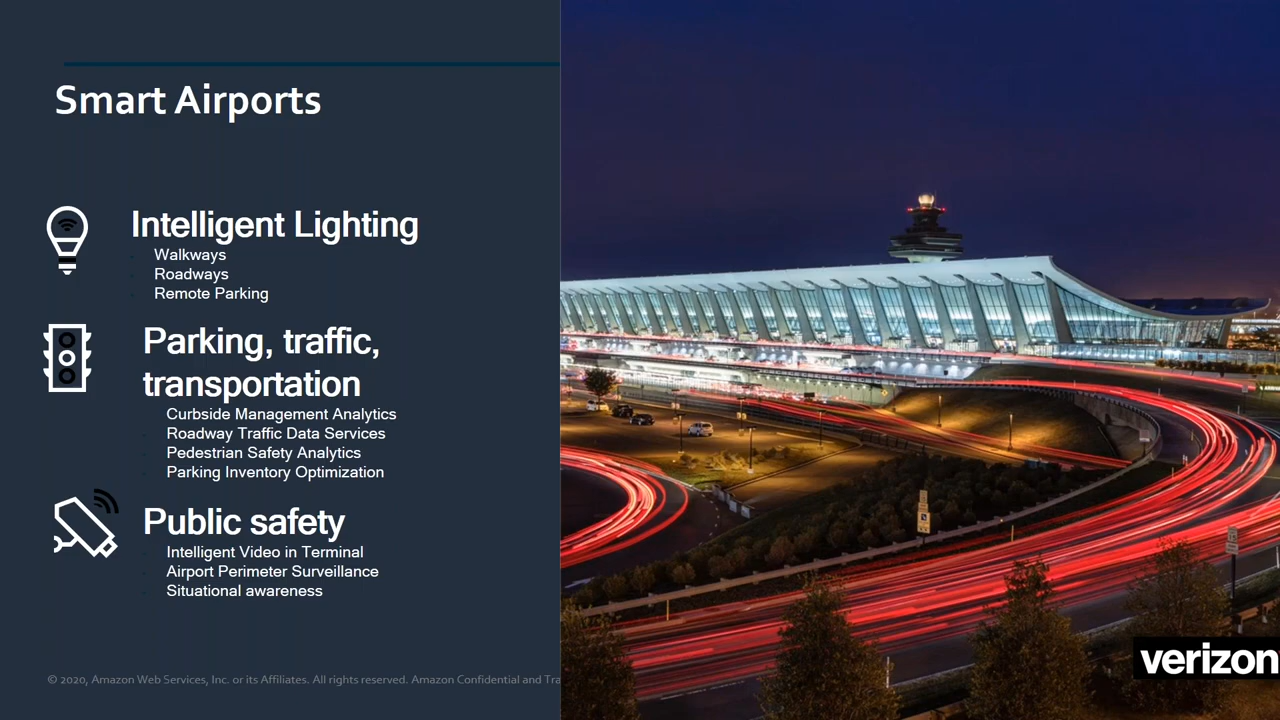 Smart Airports
Intelligent Lighting
Walkways
Roadways
Remote Parking
Parking, traffic,
transportation
Curbside Management Analytics
Roadway Traffic Data Services
Pedestrian Safety Analytics
Parking Inventory Optimization
Public safety
Intelligent Video in Terminal
Airport Perimeter Surveillance
Situational awareness
© 2020, Amazon Web Services, Inc. or its Affiliates. All rights reserved. Amazon Confidential and Tra
verizon